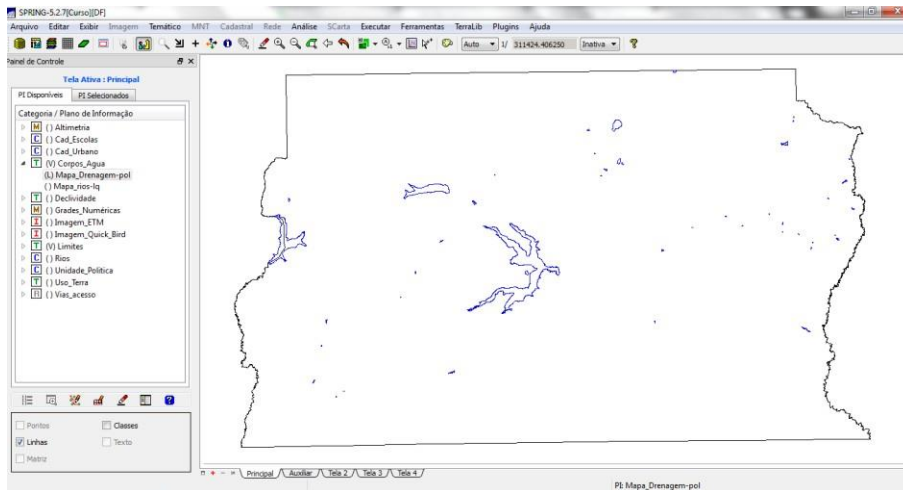 SPRING-5.2.7[Curso][DF]
Arquivo Editar Exibir Imagem Temático MNT Cadastral Rede Análise SCarta Executar Ferramentas TerraLib Plugins Ajuda
Auto 1/ 311424.406250 Inativa
Painel de Controle
Tela Ativa : Principal
PI Disponíveis PI Selecionados
Categoria / Plano de Informação
M () Altimetria
C () Cad_Escolas
C () Cad_Urbano
T (V) Corpos_Agua
(L) Mapa_Drenagem-pol
() Mapa_rios-lq
T () Declividade
M () Grades_Numéricas
I () Imagem_ETM
I () Imagem_Quick_Bird
T (V) Limites
C () Rios
C () Unidade_Política
T () Uso_Terra
() Vias_acesso
Pontos Classes
Linhas Texto
Matriz
Principal Auxiliar Tela 2 Tela 3 Tela 4
PI: Mapa_Drenagem-pol